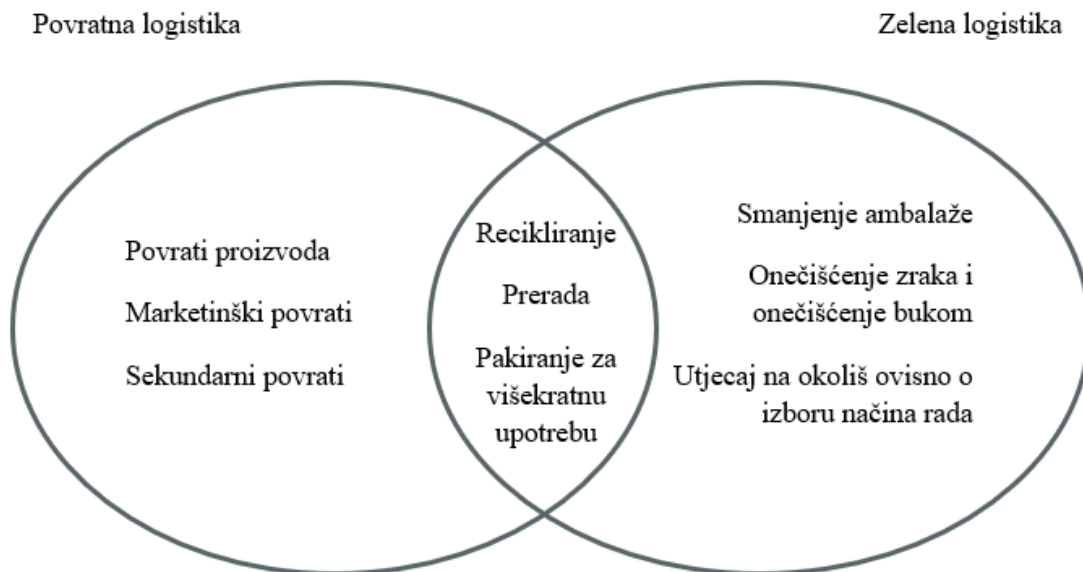 Povratna logistika
Zelena logistika
Povrati proizvoda
Marketinški povrati
Sekundarni povrati
Recikliranje
Prerada
Pakiranje za
višekratnu
upotrebu
Smanjenje ambalaže
Onečišćenje zraka i
onečišćenje bukom
Utjecaj na okoliš ovisno o
izboru načina rada